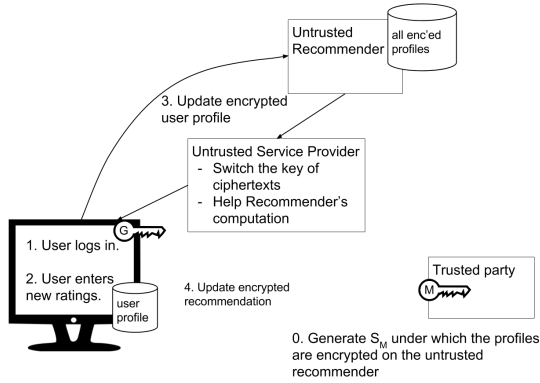 Untrusted
Recommender
all enc'ed
profiles
3. Update encrypted
user profile
Untrusted Service Provider
- Switch the key of
ciphertexts
- Help Recommender's
computation
G
1. User logs in.
2. User enters
new ratings.
user
profile
4. Update encrypted
recommendation
Trusted party
M
0. Generate S_M under which the profiles
are encrypted on the untrusted
recommender